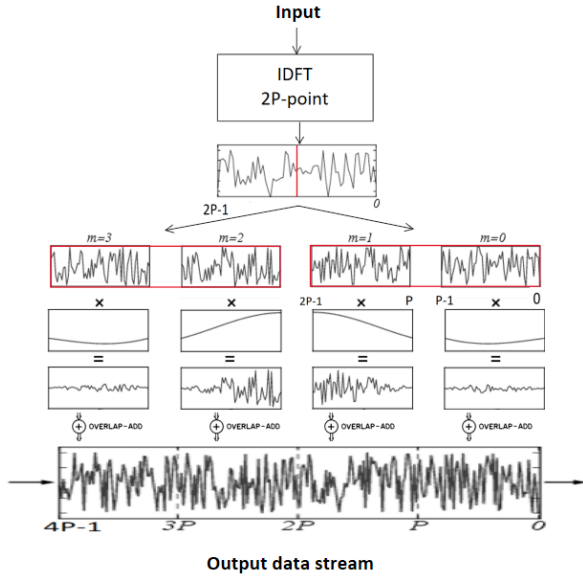 Input
IDFT
2P-point
0
2P-1
m=3 m=2 m=1 m=0
2P-1 × P P-1 × 0
× ×
= = = =
+ OVERLAP-ADD + OVERLAP-ADD + OVERLAP-ADD + OVERLAP-ADD
4P-1 3P 2P P 0
Output data stream